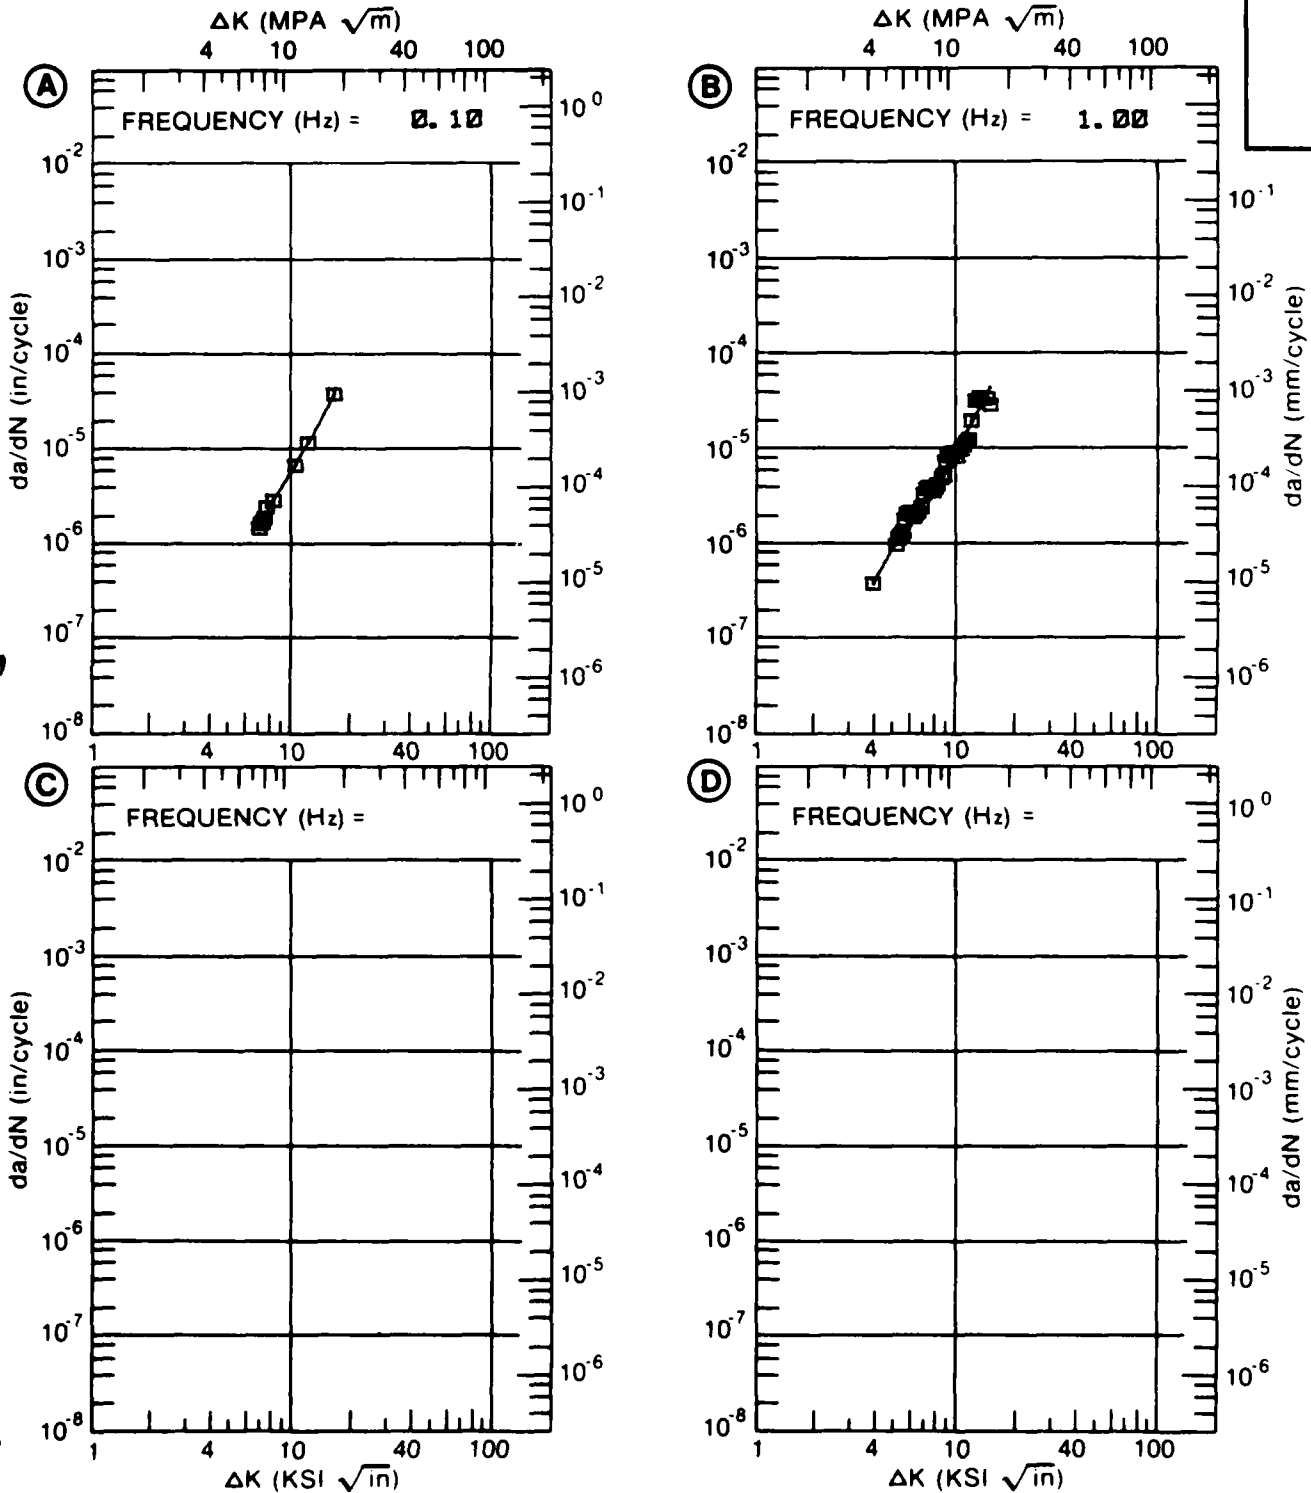 ΔK (MPA √m) ΔK (MPA √m)
4 10 40 100 4 10 40 100
A B
FREQUENCY (Hz) = 0.10 FREQUENCY (Hz) = 1.00
10^0
10^-2 10^-2
10^-1 10^-1
10^-3 10^-3
10^-2 10^-2
da/dN (in/cycle) da/dN (mm/cycle)
10^-4 10^-4
10^-3 10^-3
10^-5 10^-5
10^-4 10^-4
10^-6 10^-6
10^-5 10^-5
10^-7 10^-7
10^-6 10^-6
10^-8 10^-8
1 4 10 40 100 1 4 10 40 100
C D
FREQUENCY (Hz) = FREQUENCY (Hz) =
10^0 10^0
10^-2 10^-2
10^-1 10^-1
10^-3 10^-3
10^-2 10^-2
da/dN (in/cycle) da/dN (mm/cycle)
10^-4 10^-4
10^-3 10^-3
10^-5 10^-5
10^-4 10^-4
10^-6 10^-6
10^-5 10^-5
10^-7 10^-7
10^-6 10^-6
10^-8 10^-8
1 4 10 40 100 1 4 10 40 100
ΔK (KSI √in) ΔK (KSI √in)